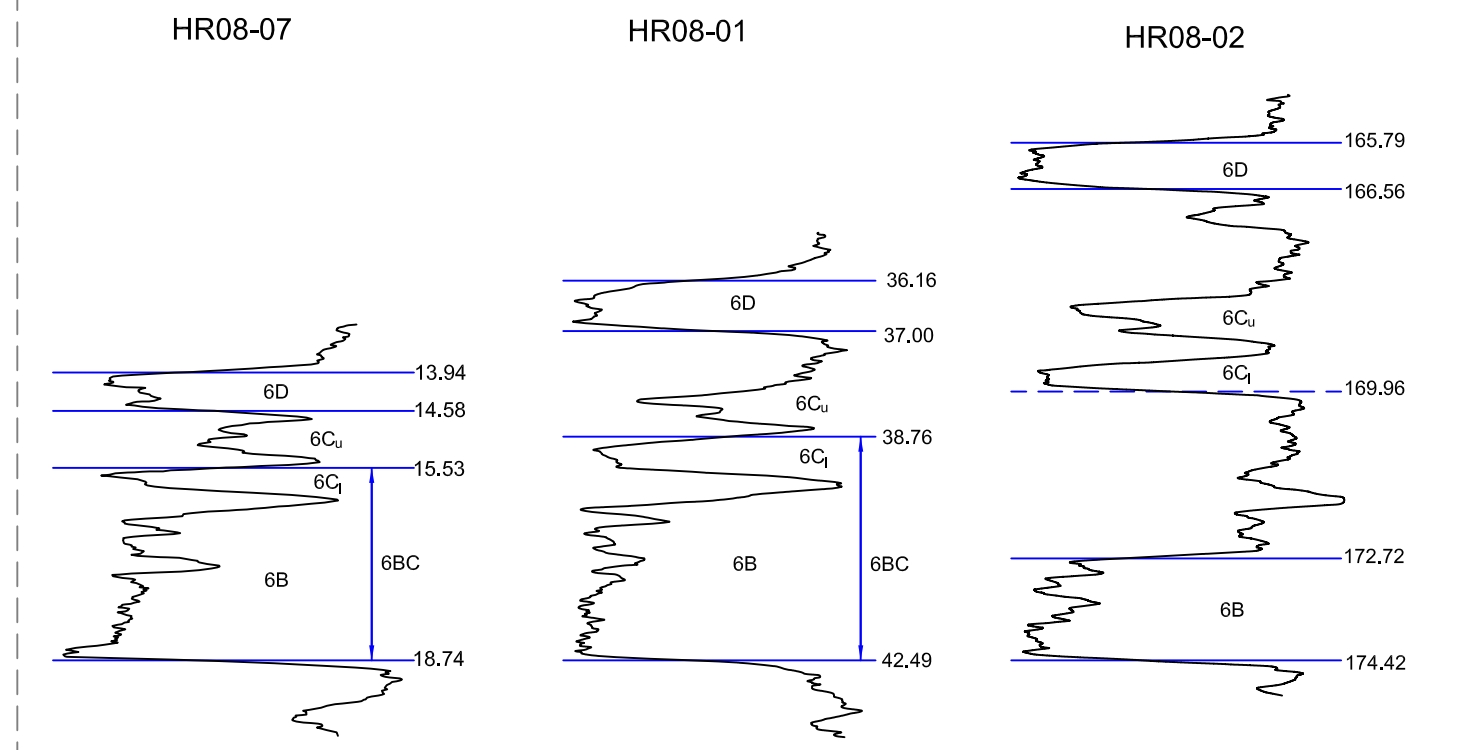 HR08-07
13.94
6D
14.58
6Cu
15.53
6Cl
6BC
6B
18.74
HR08-01
36.16
6D
37.00
6Cu
38.76
6Cl
6B
6BC
42.49
HR08-02
165.79
6D
166.56
6Cu
6Cl
169.96
172.72
6B
174.42